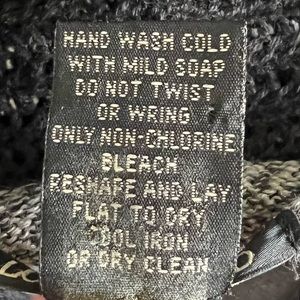 HAND WASH COLD
WITH MILD SOAP
DO NOT TWIST
OR WRING
ONLY NON-CHLORINE
BLEACH
RESHAPE AND LAY
FLAT TO DRY
COOL IRON
OR DRY CLEAN